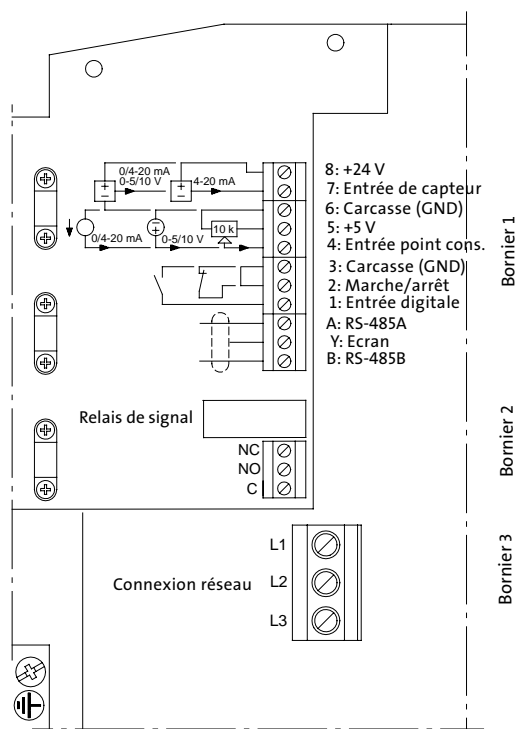 0/4-20 mA
0-5/10 V
4-20 mA
0/4-20 mA
0-5/10 V
10 k
8: +24 V
7: Entrée de capteur
6: Carcasse (GND)
5: +5 V
4: Entrée point cons.
3: Carcasse (GND)
2: Marche/arrêt
1: Entrée digitale
A: RS-485A
Y: Ecran
B: RS-485B
Bornier 1
Relais de signal
NC
NO
C
Bornier 2
Connexion réseau
L1
L2
L3
Bornier 3